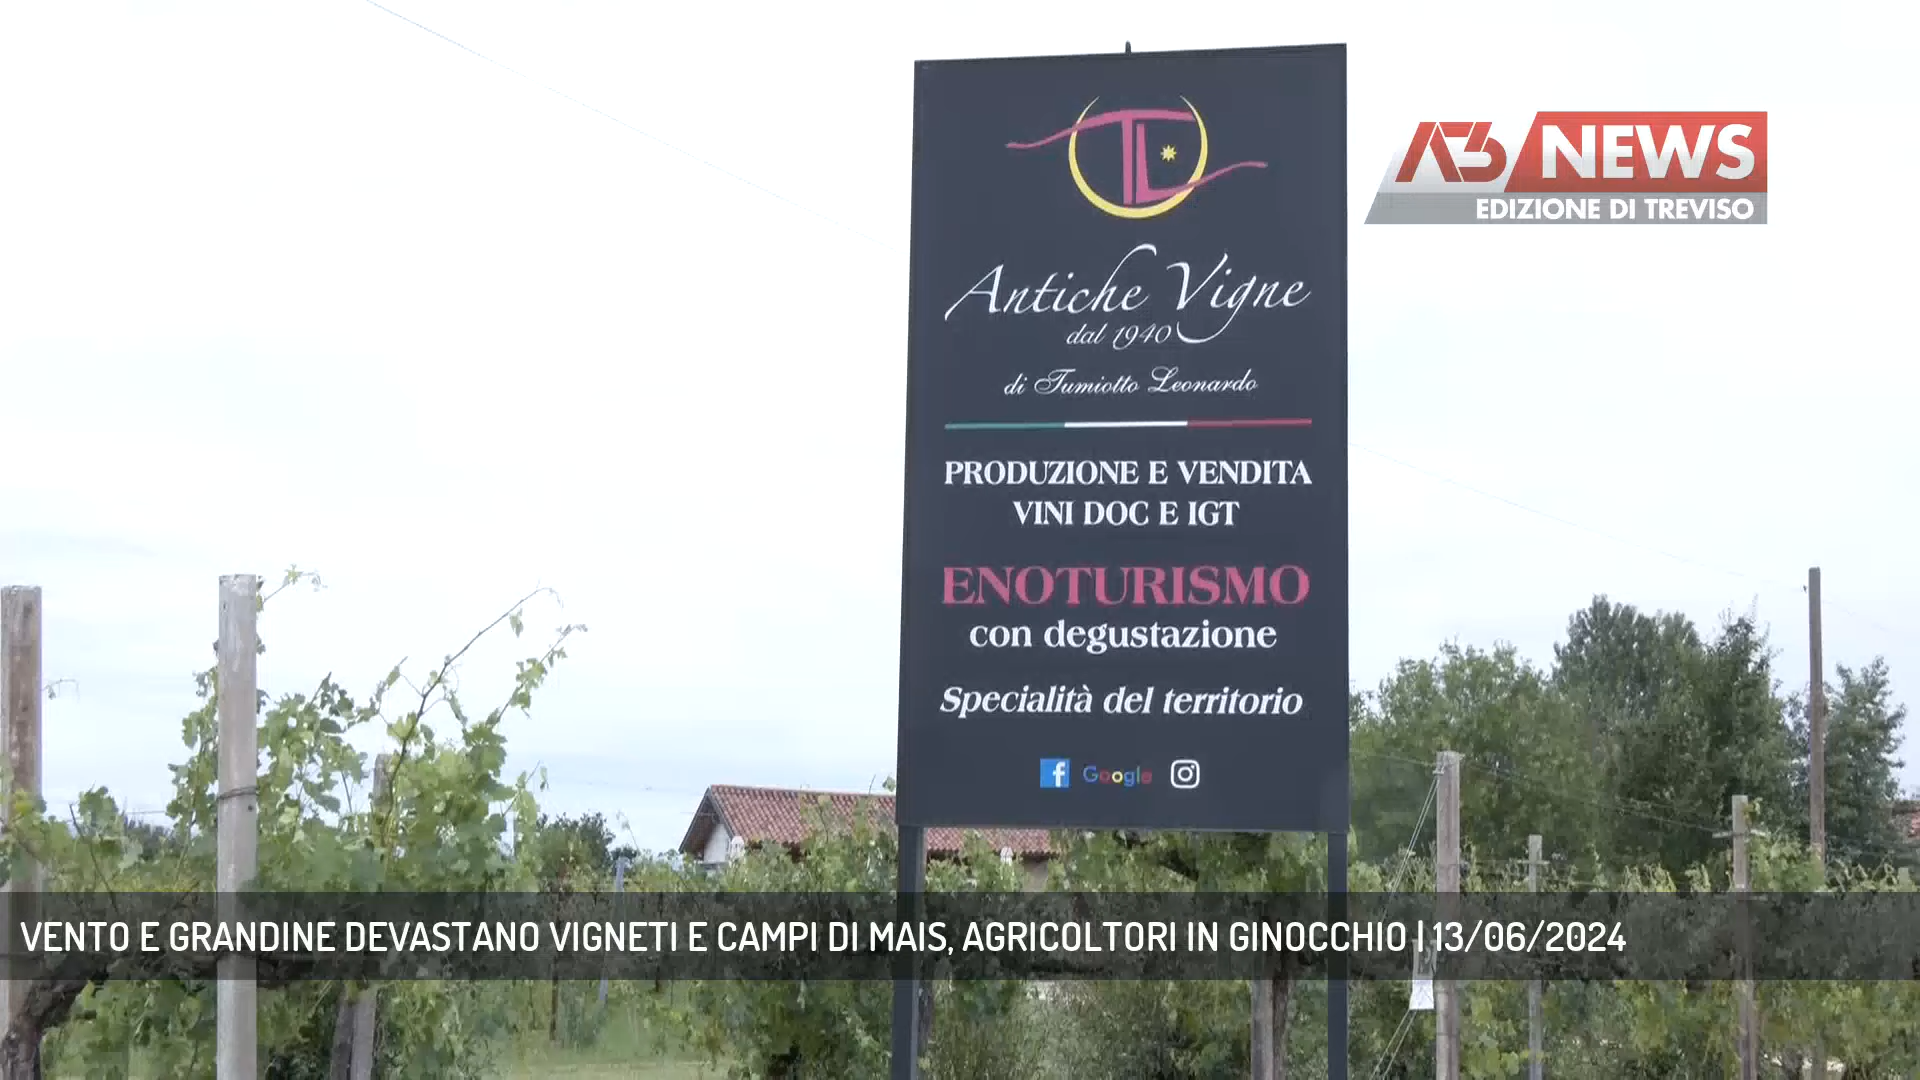 TL
Antiche Vigne
dal 1940
di Tumiotto Leonardo
PRODUZIONE E VENDITA
VINI DOC E IGT
ENOTURISMO
con degustazione
Specialità del territorio
f Google
A3 NEWS
EDIZIONE DI TREVISO
VENTO E GRANDINE DEVASTANO VIGNETI E CAMPI DI MAIS, AGRICOLTORI IN GINOCCHIO | 13/06/2024